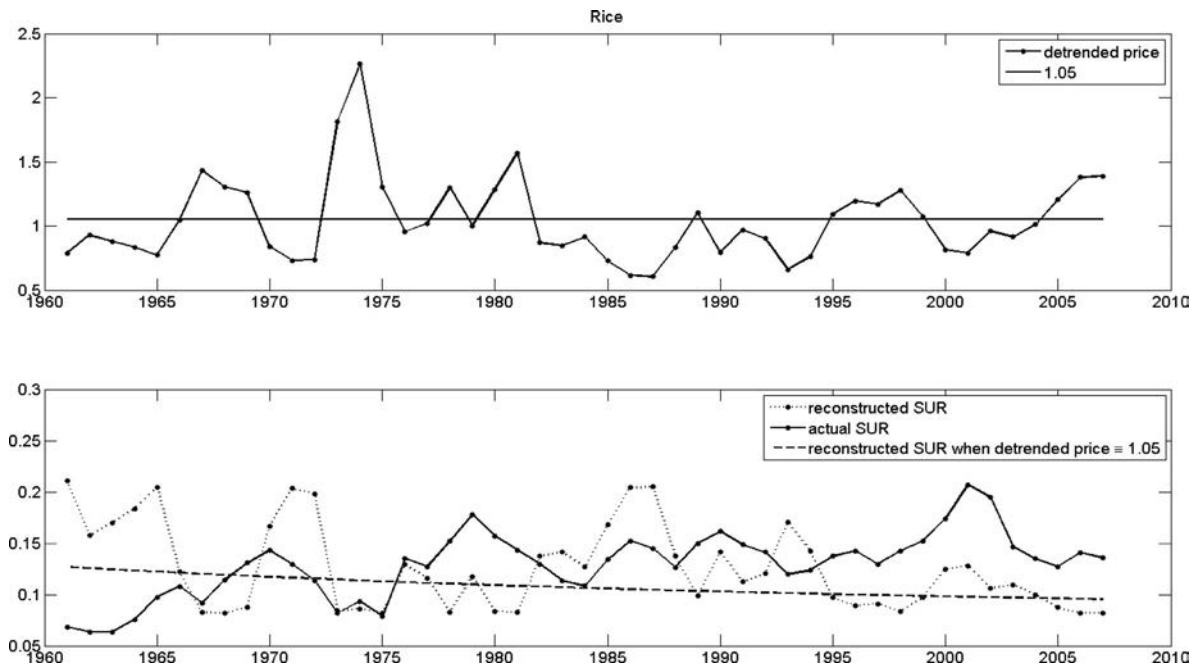 Rice
2.5
2
1.5
1
0.5
detrended price
1.05
1960 1965 1970 1975 1980 1985 1990 1995 2000 2005 2010
0.3
0.25
0.2
0.15
0.1
0.05
reconstructed SUR
actual SUR
reconstructed SUR when detrended price ≡ 1.05
1960 1965 1970 1975 1980 1985 1990 1995 2000 2005 2010